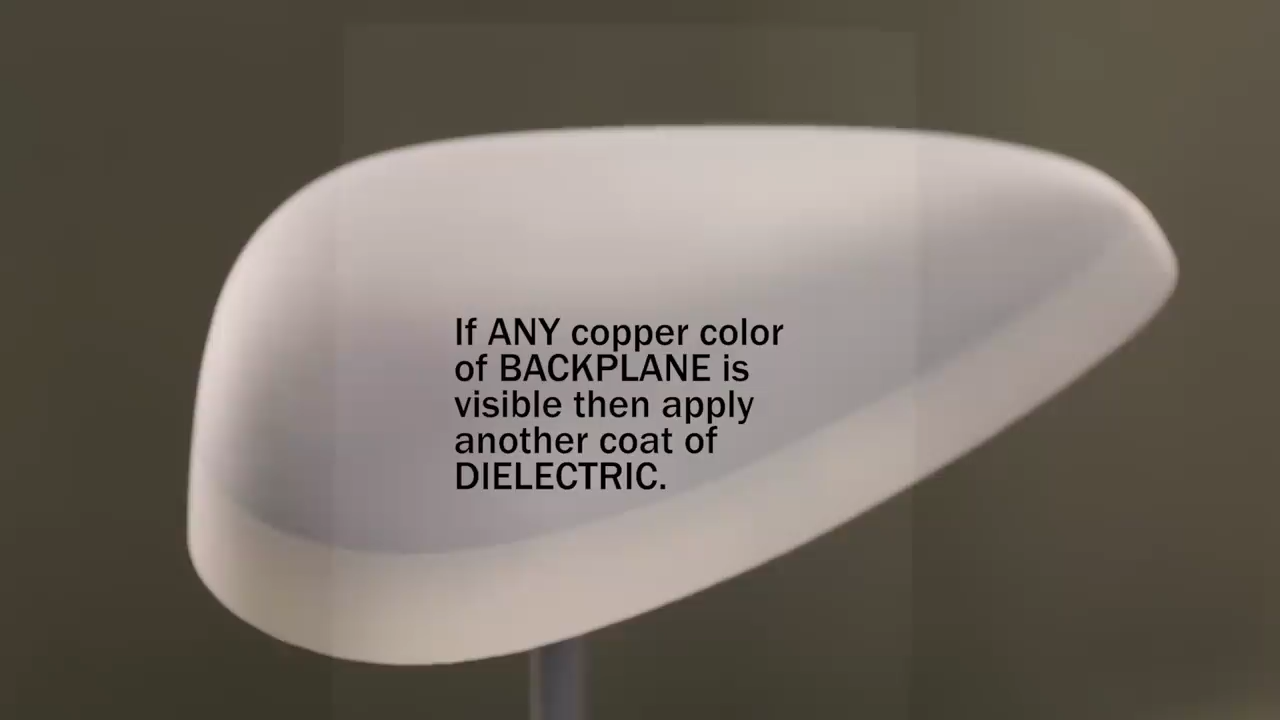 If ANY copper color
of BACKPLANE is
visible then apply
another coat of
DIELECTRIC.